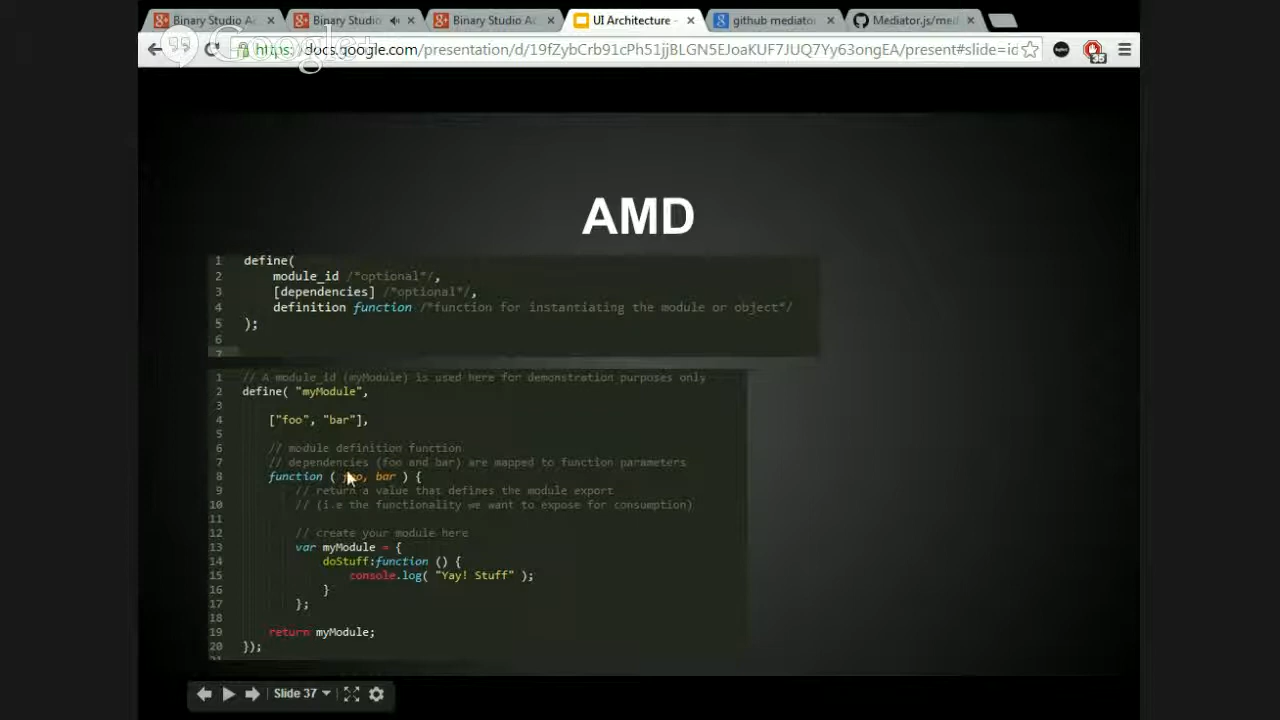 Binary Studio Ac
Binary Studio
Binary Studio Ac
UI Architecture -
github mediator
Mediator.js/med
Google+
https://docs.google.com/presentation/d/19fZybCrb91cPh51jjBLGN5EJoaKUF7JUQ7Yy63ongEA/present#slide=id
35
AMD
1 define(
2 module_id /*optional*/,
3 [dependencies] /*optional*/,
4 definition function /*function for instantiating the module or object*/
5 );
6
7
1 // A module_id (myModule) is used here for demonstration purposes only
2 define( "myModule",
3
4 ["foo", "bar"],
5
6 // module definition function
7 // dependencies (foo and bar) are mapped to function parameters
8 function ( foo, bar ) {
9 // return a value that defines the module export
10 // (i.e the functionality we want to expose for consumption)
11
12 // create your module here
13 var myModule = {
14 doStuff:function () {
15 console.log( "Yay! Stuff" );
16 }
17 };
18
19 return myModule;
20 });
Slide 37